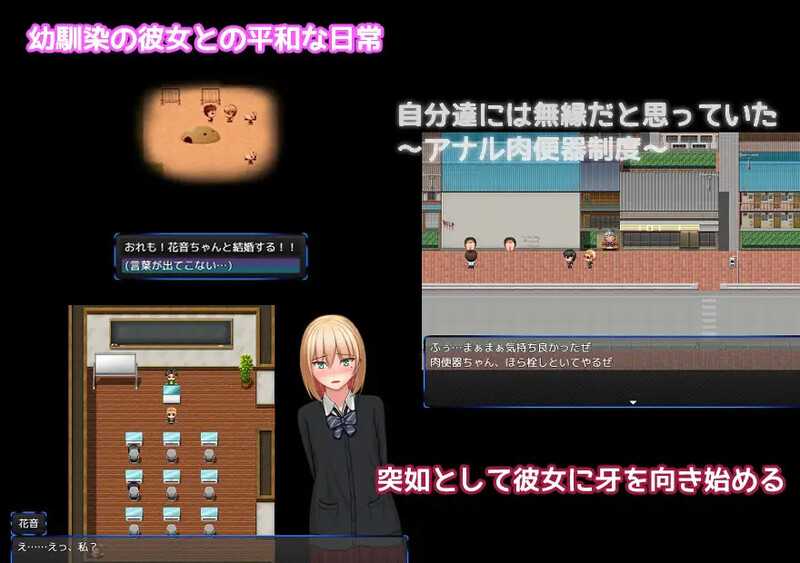 幼馴染の彼女との平和な日常
自分達には無縁だと思っていた
～アナル肉便器制度～
おれも！花音ちゃんと結婚する！！
(言葉が出てこない…)
ふぅ…まぁまぁ気持ち良かったぜ
肉便器ちゃん、ほら栓しといてやるぜ
突如として彼女に牙を向き始める
花音
え……えっ、私？